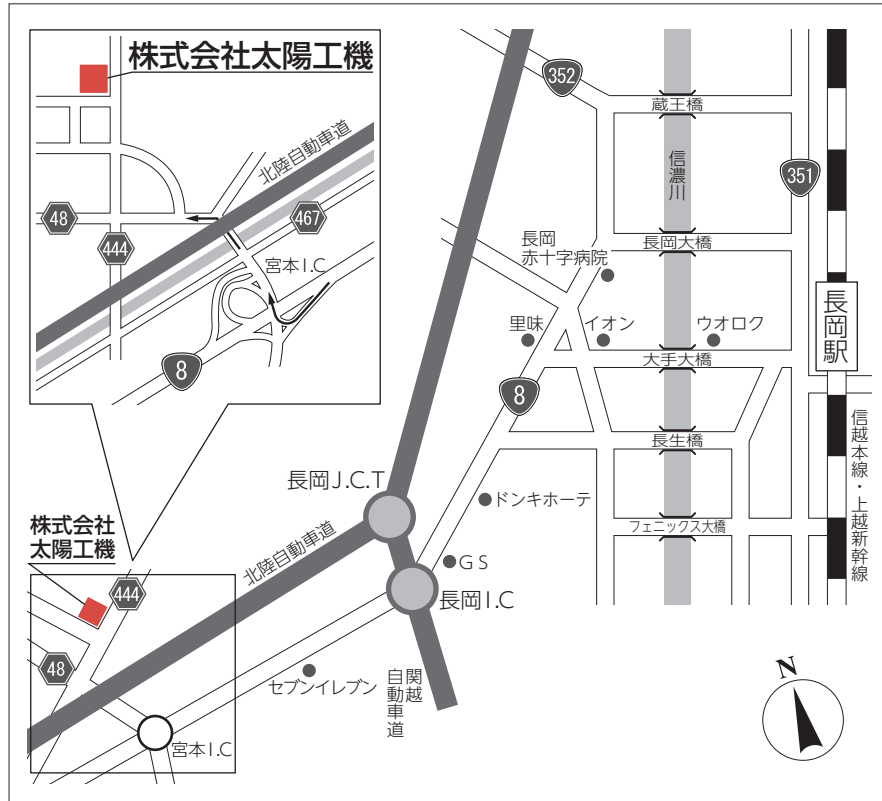 株式会社太陽工機
北陸自動車道
48
444
467
宮本I.C
8
352
蔵王橋
信濃川
351
長岡大橋
長岡
赤十字病院
里味
イオン
ウオロク
大手大橋
長岡駅
8
長生橋
信越本線・上越新幹線
長岡J.C.T
ドンキホーテ
フェニックス大橋
株式会社
太陽工機
北陸自動車道
GS
444
長岡I.C
48
セブンイレブン
関越
自動車道
宮本I.C
N